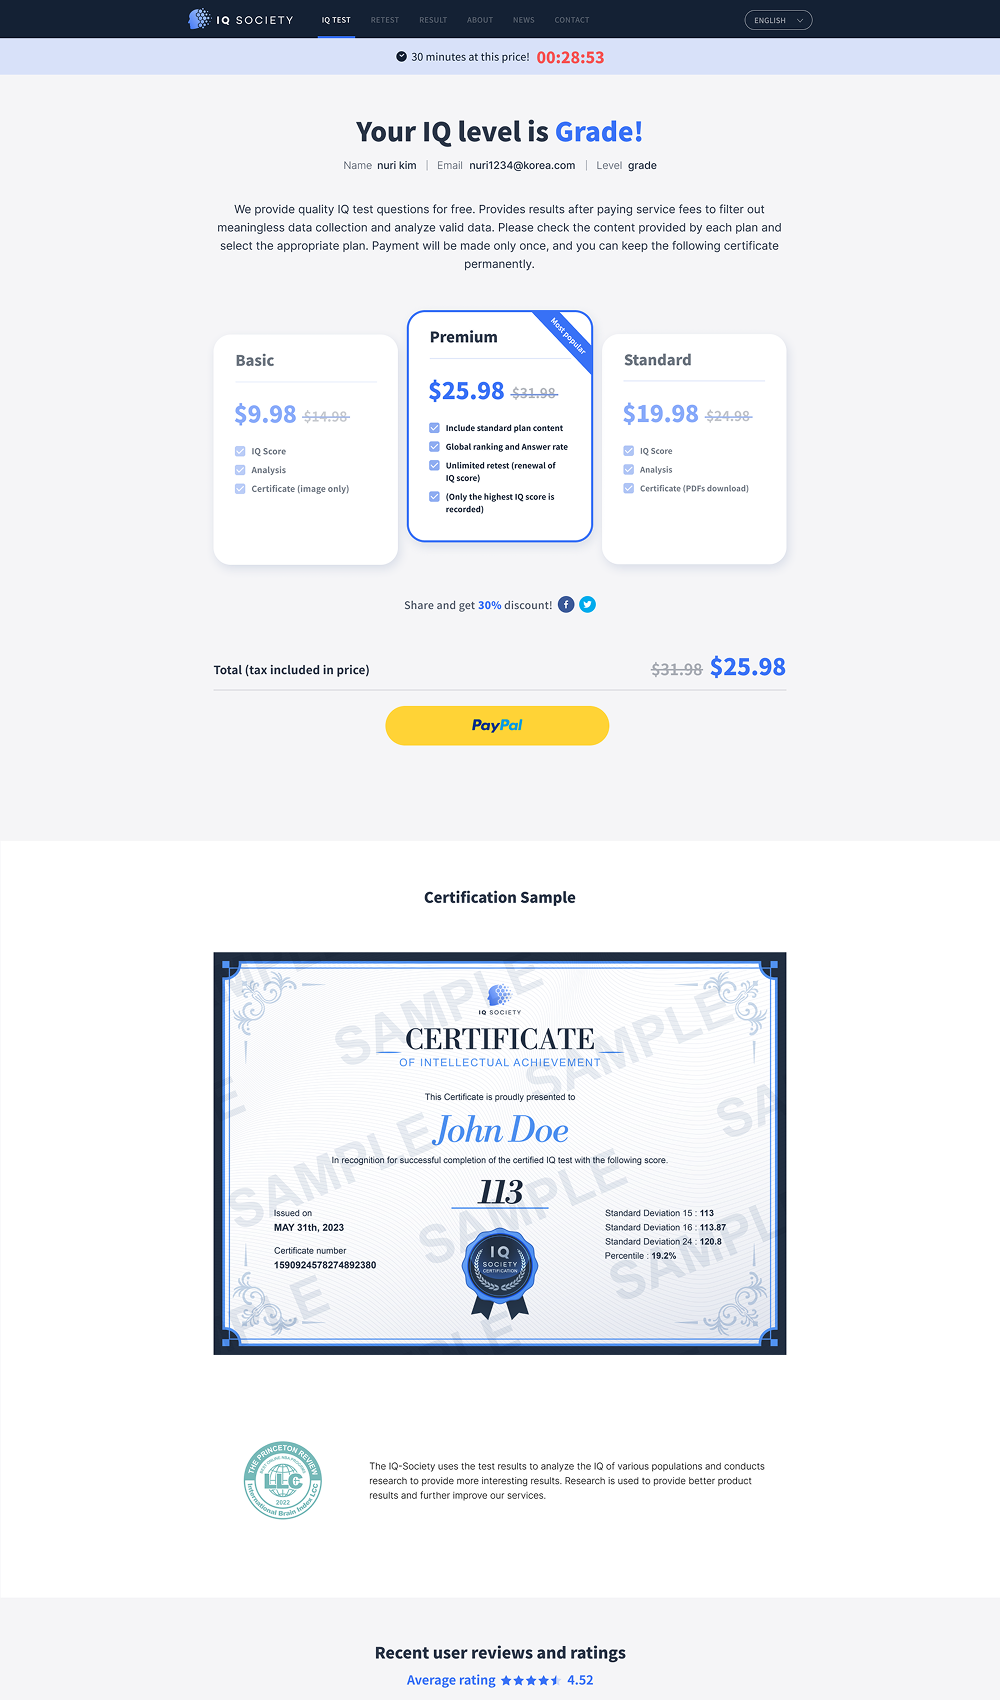 IQ SOCIETY
IQ TEST
RETEST
RESULT
ABOUT
NEWS
CONTACT
ENGLISH
30 minutes at this price! 00:28:53
Your IQ level is Grade!
Name nuri kim | Email nuri1234@korea.com | Level grade
We provide quality IQ test questions for free. Provides results after paying service fees to filter out
meaningless data collection and analyze valid data. Please check the content provided by each plan and
select the appropriate plan. Payment will be made only once, and you can keep the following certificate
permanently.
Basic
$9.98 $14.98
IQ Score
Analysis
Certificate (image only)
Most popular
Premium
$25.98 $31.98
Include standard plan content
Global ranking and Answer rate
Unlimited retest (renewal of
IQ score)
(Only the highest IQ score is
recorded)
Standard
$19.98 $24.98
IQ Score
Analysis
Certificate (PDFs download)
Share and get 30% discount!
Total (tax included in price)
$31.98 $25.98
PayPal
Certification Sample
IQ SOCIETY
CERTIFICATE
OF INTELLECTUAL ACHIEVEMENT
This Certificate is proudly presented to
John Doe
In recognition for successful completion of the certified IQ test with the following score.
113
Issued on
MAY 31th, 2023
Certificate number
1590924578274892380
IQ
SOCIETY
CERTIFICATION
Standard Deviation 15 : 113
Standard Deviation 16 : 113.87
Standard Deviation 24 : 120.8
Percentile : 19.2%
SAMPLE
SAMPLE
SAMPLE
SAMPLE
SAMPLE
THE PRINCETON REVIEW
LLC
2022
International Brain Index LCC
The IQ-Society uses the test results to analyze the IQ of various populations and conducts
research to provide more interesting results. Research is used to provide better product
results and further improve our services.
Recent user reviews and ratings
Average rating 4.52